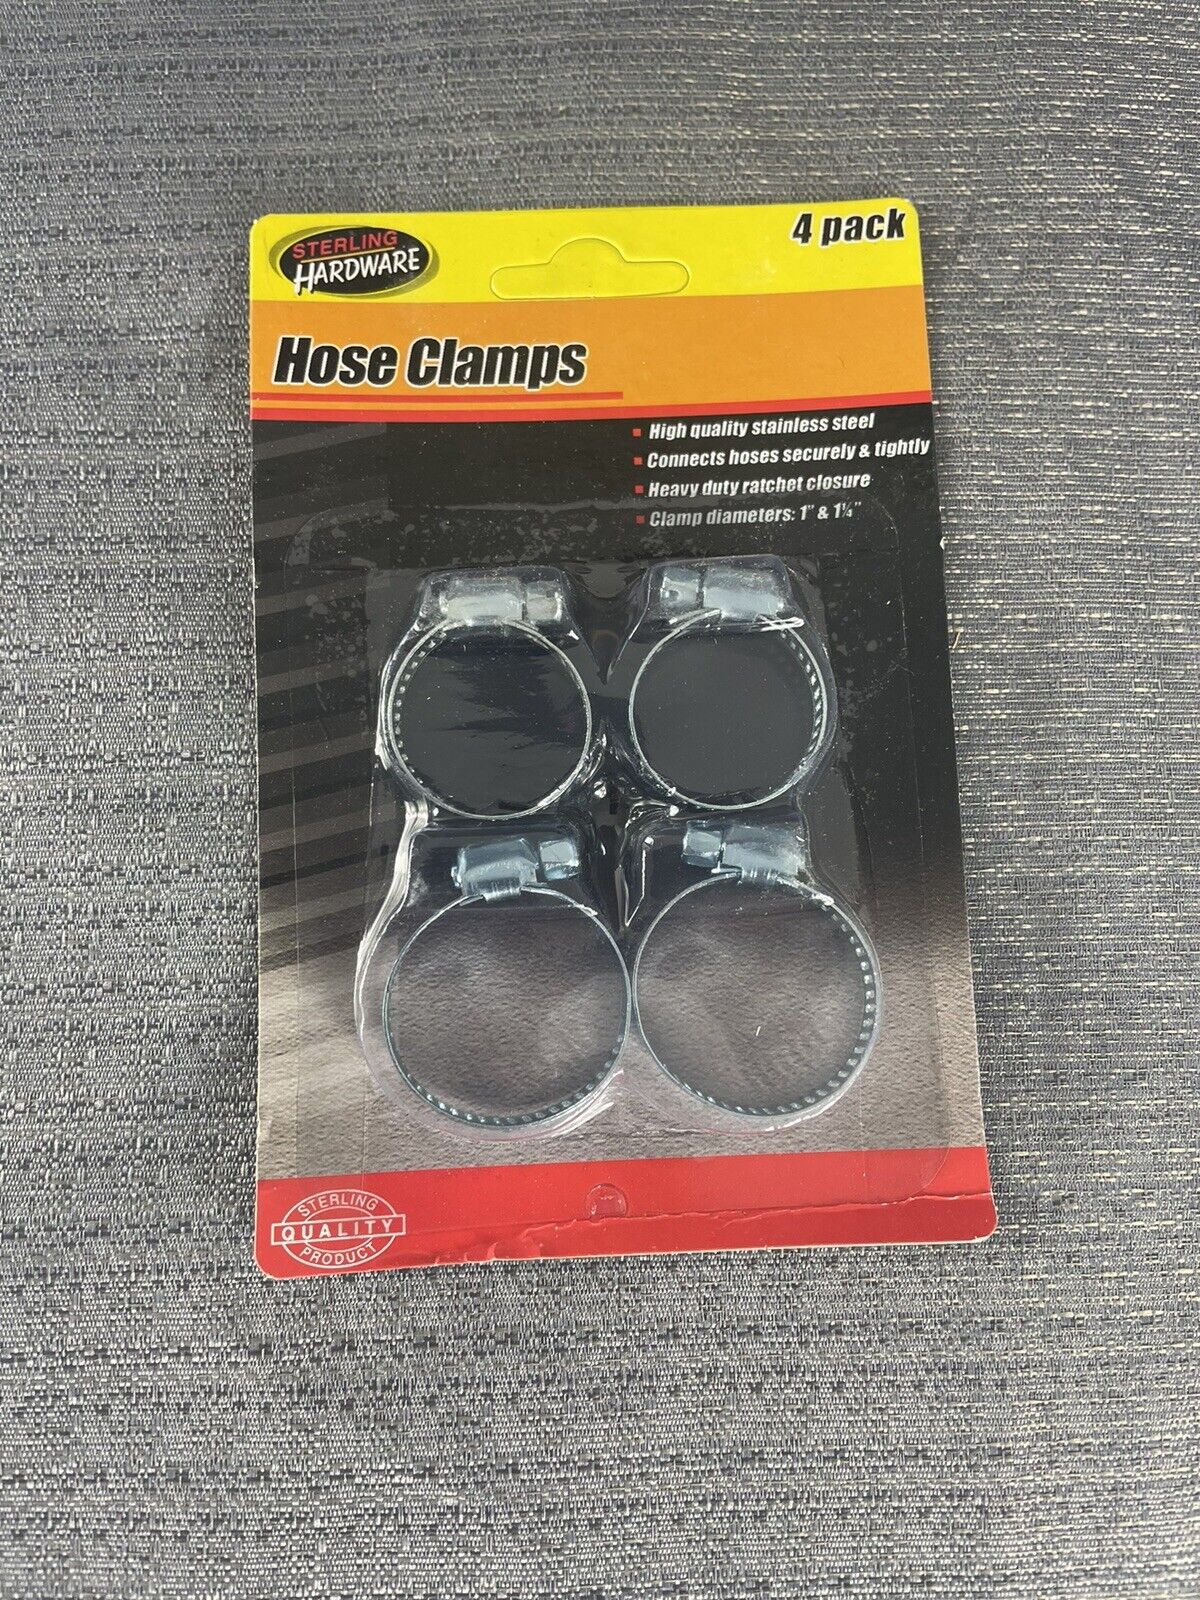 STERLING
HARDWARE
4 pack
Hose Clamps
High quality stainless steel
Connects hoses securely & tightly
Heavy duty ratchet closure
Clamp diameters: 1" & 1¼"
STERLING
QUALITY
PRODUCT